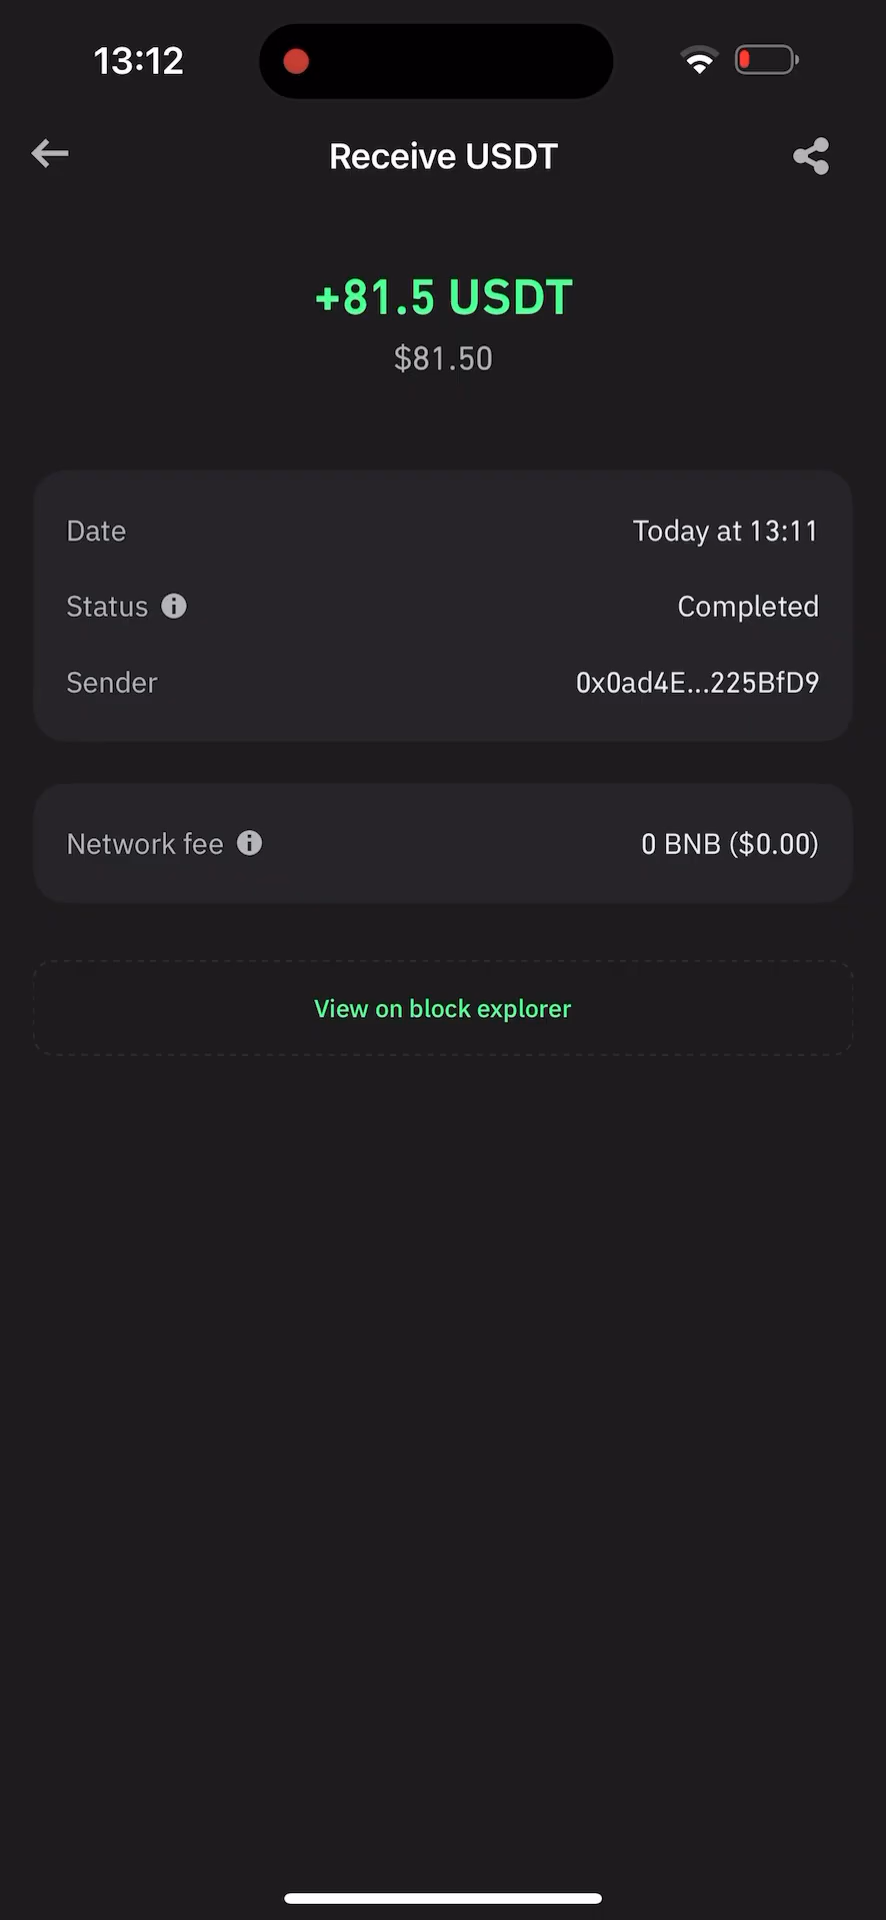 13:12
Receive USDT
+81.5 USDT
$81.50
Date Today at 13:11
Status Completed
Sender 0x0ad4E...225BfD9
Network fee 0 BNB ($0.00)
View on block explorer